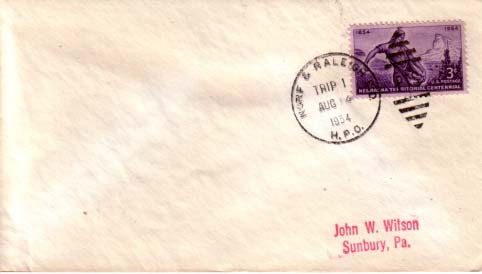 1854 1954
3¢
U.S. POSTAGE
NEBRASKA TERRITORIAL CENTENNIAL
NORF & RALEIGH
TRIP 1
AUG 14
1954
H.P.O.
John W. Wilson
Sunbury, Pa.